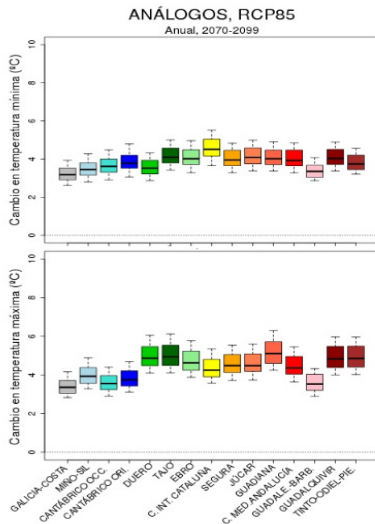 ANÁLOGOS, RCP85
Anual, 2070-2099
Cambio en temperatura mínima (ºC)
10
8
6
4
2
0
Cambio en temperatura máxima (ºC)
10
8
6
4
2
0
GALICIA-COSTA
MIÑO-SIL
CANTÁBRICO OCC.
CANTÁBRICO ORI.
DUERO
TAJO
EBRO
C. INT. CATALUÑA
SEGURA
JÚCAR
GUADIANA
C. MED ANDALUCÍA
GUADALE.-BARB.
GUADALQUIVIR
TINTO-ODIEL-PIE.